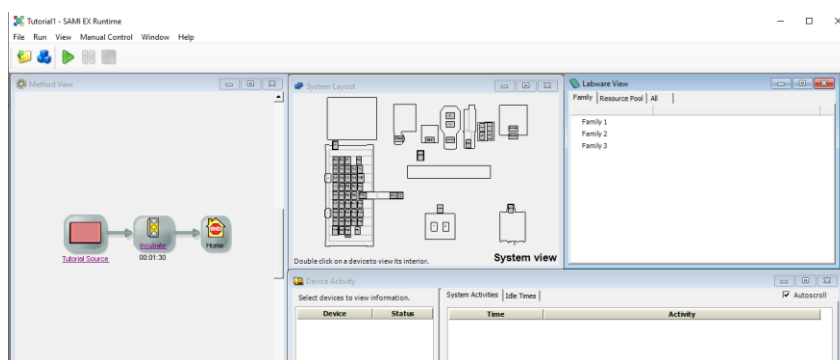 Tutorial1 - SAMI EX Runtime
File Run View Manual Control Window Help
Method View
Tutorial Source
Incubate
00:01:30
END
Home
System Layout
Double click on a device to view its interior.
System view
Labware View
Family Resource Pool All
Family 1
Family 2
Family 3
Device Activity
Select devices to view information.
Device Status
System Activities Idle Times
Autoscroll
Time Activity